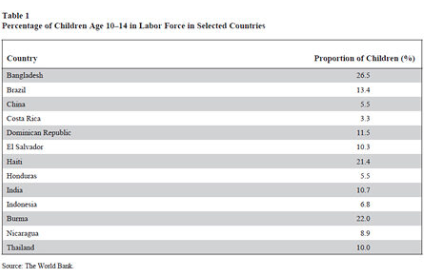 Table 1
Percentage of Children Age 10–14 in Labor Force in Selected Countries
Country Proportion of Children (%)
Bangladesh 26.5
Brazil 13.4
China 5.5
Costa Rica 3.3
Dominican Republic 11.5
El Salvador 10.3
Haiti 21.4
Honduras 5.5
India 10.7
Indonesia 6.8
Burma 22.0
Nicaragua 8.9
Thailand 10.0
Source: The World Bank.